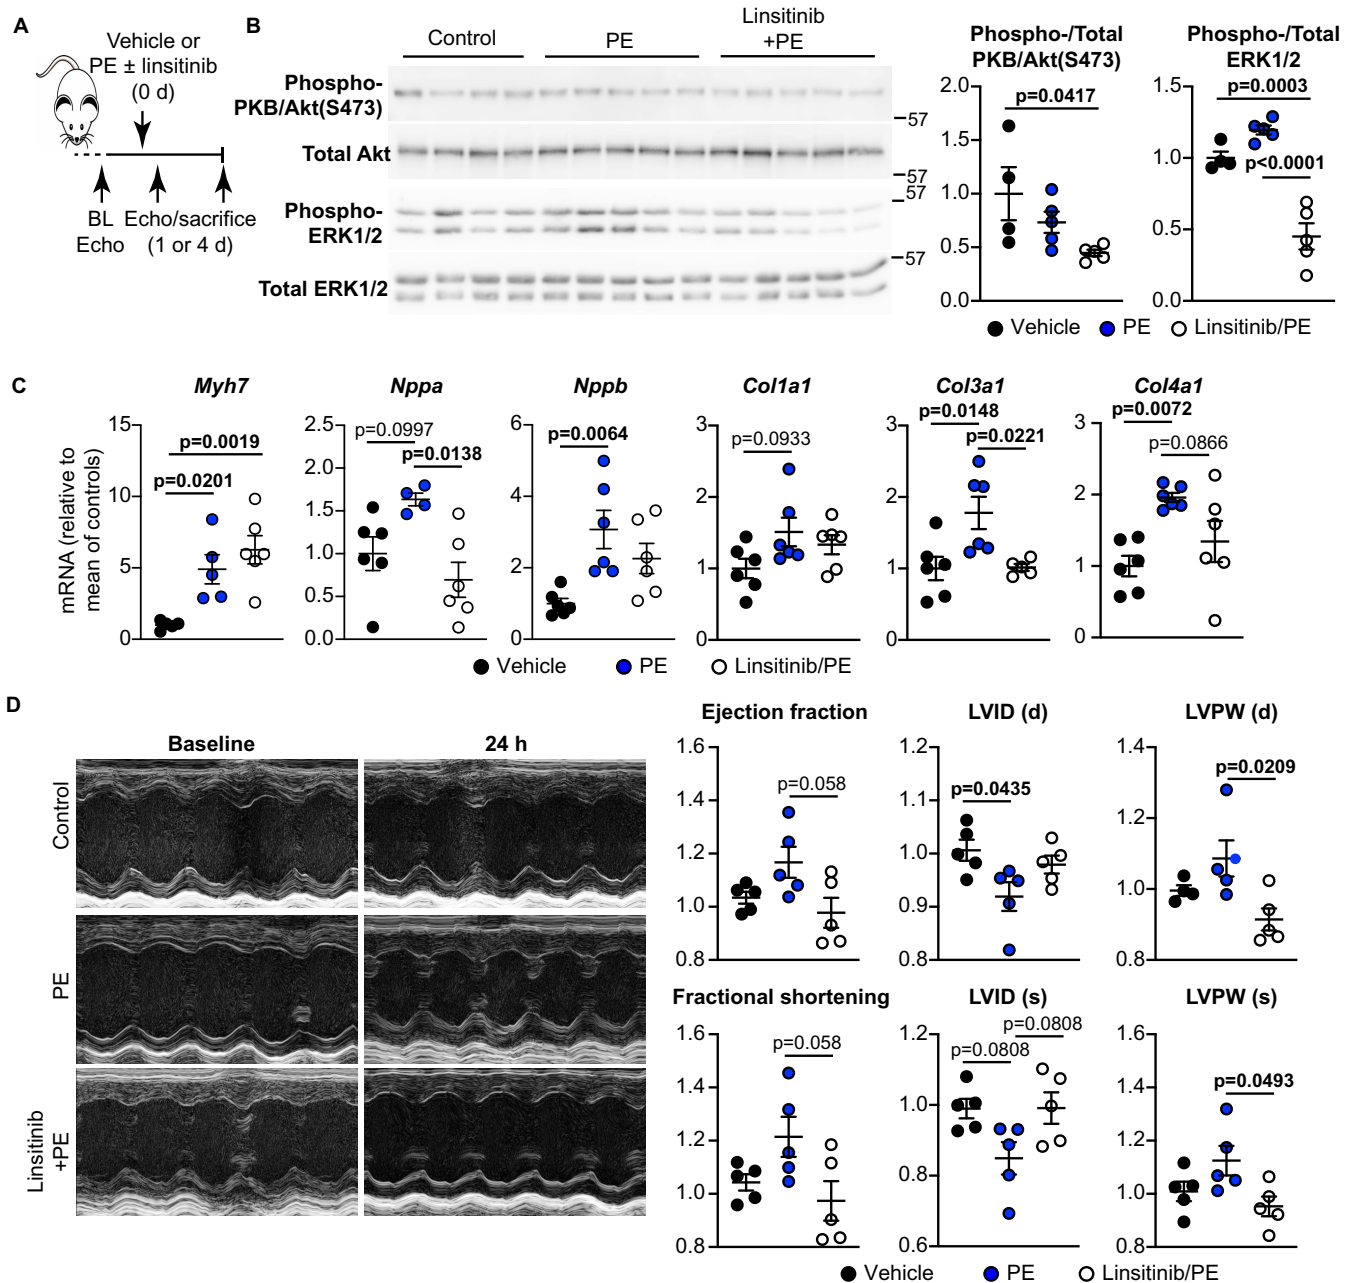 A
Vehicle or
PE ± linsitinib
(0 d)
BL
Echo
Echo/sacrifice
(1 or 4 d)
B
Control
PE
Linsitinib
+PE
Phospho-
PKB/Akt(S473)
57
Total Akt
57
Phospho-
ERK1/2
57
57
Total ERK1/2
Phospho-/Total
PKB/Akt(S473)
2.0
1.5
1.0
0.5
0.0
p=0.0417
Phospho-/Total
ERK1/2
1.5
1.0
0.5
0.0
p=0.0003
p<0.0001
Vehicle
PE
Linsitinib/PE
C
mRNA (relative to
mean of controls)
Myh7
15
10
5
0
p=0.0019
p=0.0201
Nppa
2.5
2.0
1.5
1.0
0.5
0.0
p=0.0997
p=0.0138
Nppb
6
4
2
0
p=0.0064
Col1a1
3
2
1
0
p=0.0933
Col3a1
3
2
1
0
p=0.0148
p=0.0221
Col4a1
3
2
1
0
p=0.0072
p=0.0866
Vehicle
PE
Linsitinib/PE
D
Baseline
24 h
Control
PE
Linsitinib
+PE
Ejection fraction
1.6
1.4
1.2
1.0
0.8
p=0.058
LVID (d)
1.2
1.1
1.0
0.9
0.8
p=0.0435
LVPW (d)
1.4
1.2
1.0
0.8
p=0.0209
Fractional shortening
1.6
1.4
1.2
1.0
0.8
p=0.058
LVID (s)
1.2
1.0
0.8
0.6
p=0.0808
p=0.0808
LVPW (s)
1.6
1.4
1.2
1.0
0.8
p=0.0493
Vehicle
PE
Linsitinib/PE